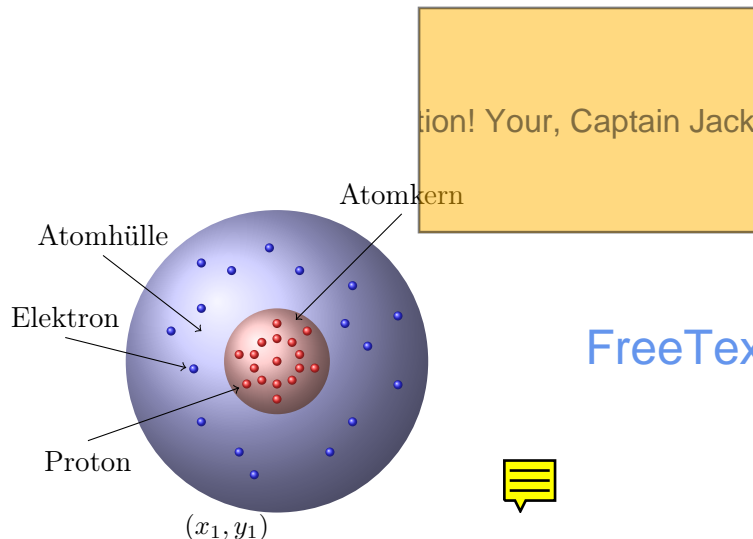 tion! Your, Captain Jack
Atomkern
Atomhülle
Elektron
FreeTex
Proton
(x₁, y₁)